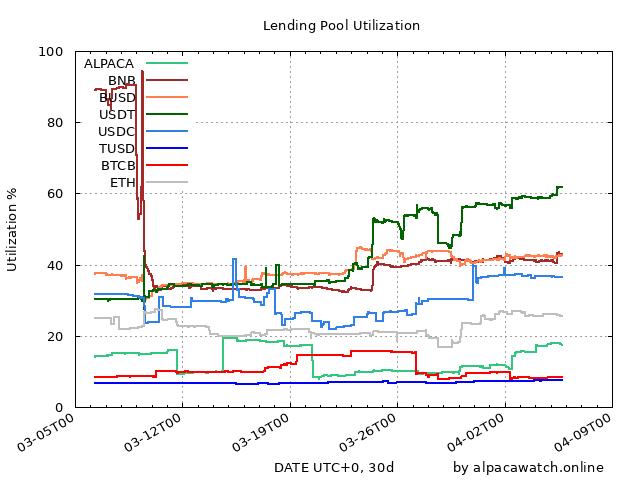 Lending Pool Utilization
Utilization %
100
80
60
40
20
0
ALPACA
BNB
BUSD
USDT
USDC
TUSD
BTCB
ETH
03-05T00
03-12T00
03-19T00
03-26T00
04-02T00
04-09T00
DATE UTC+0, 30d
by alpacawatch.online